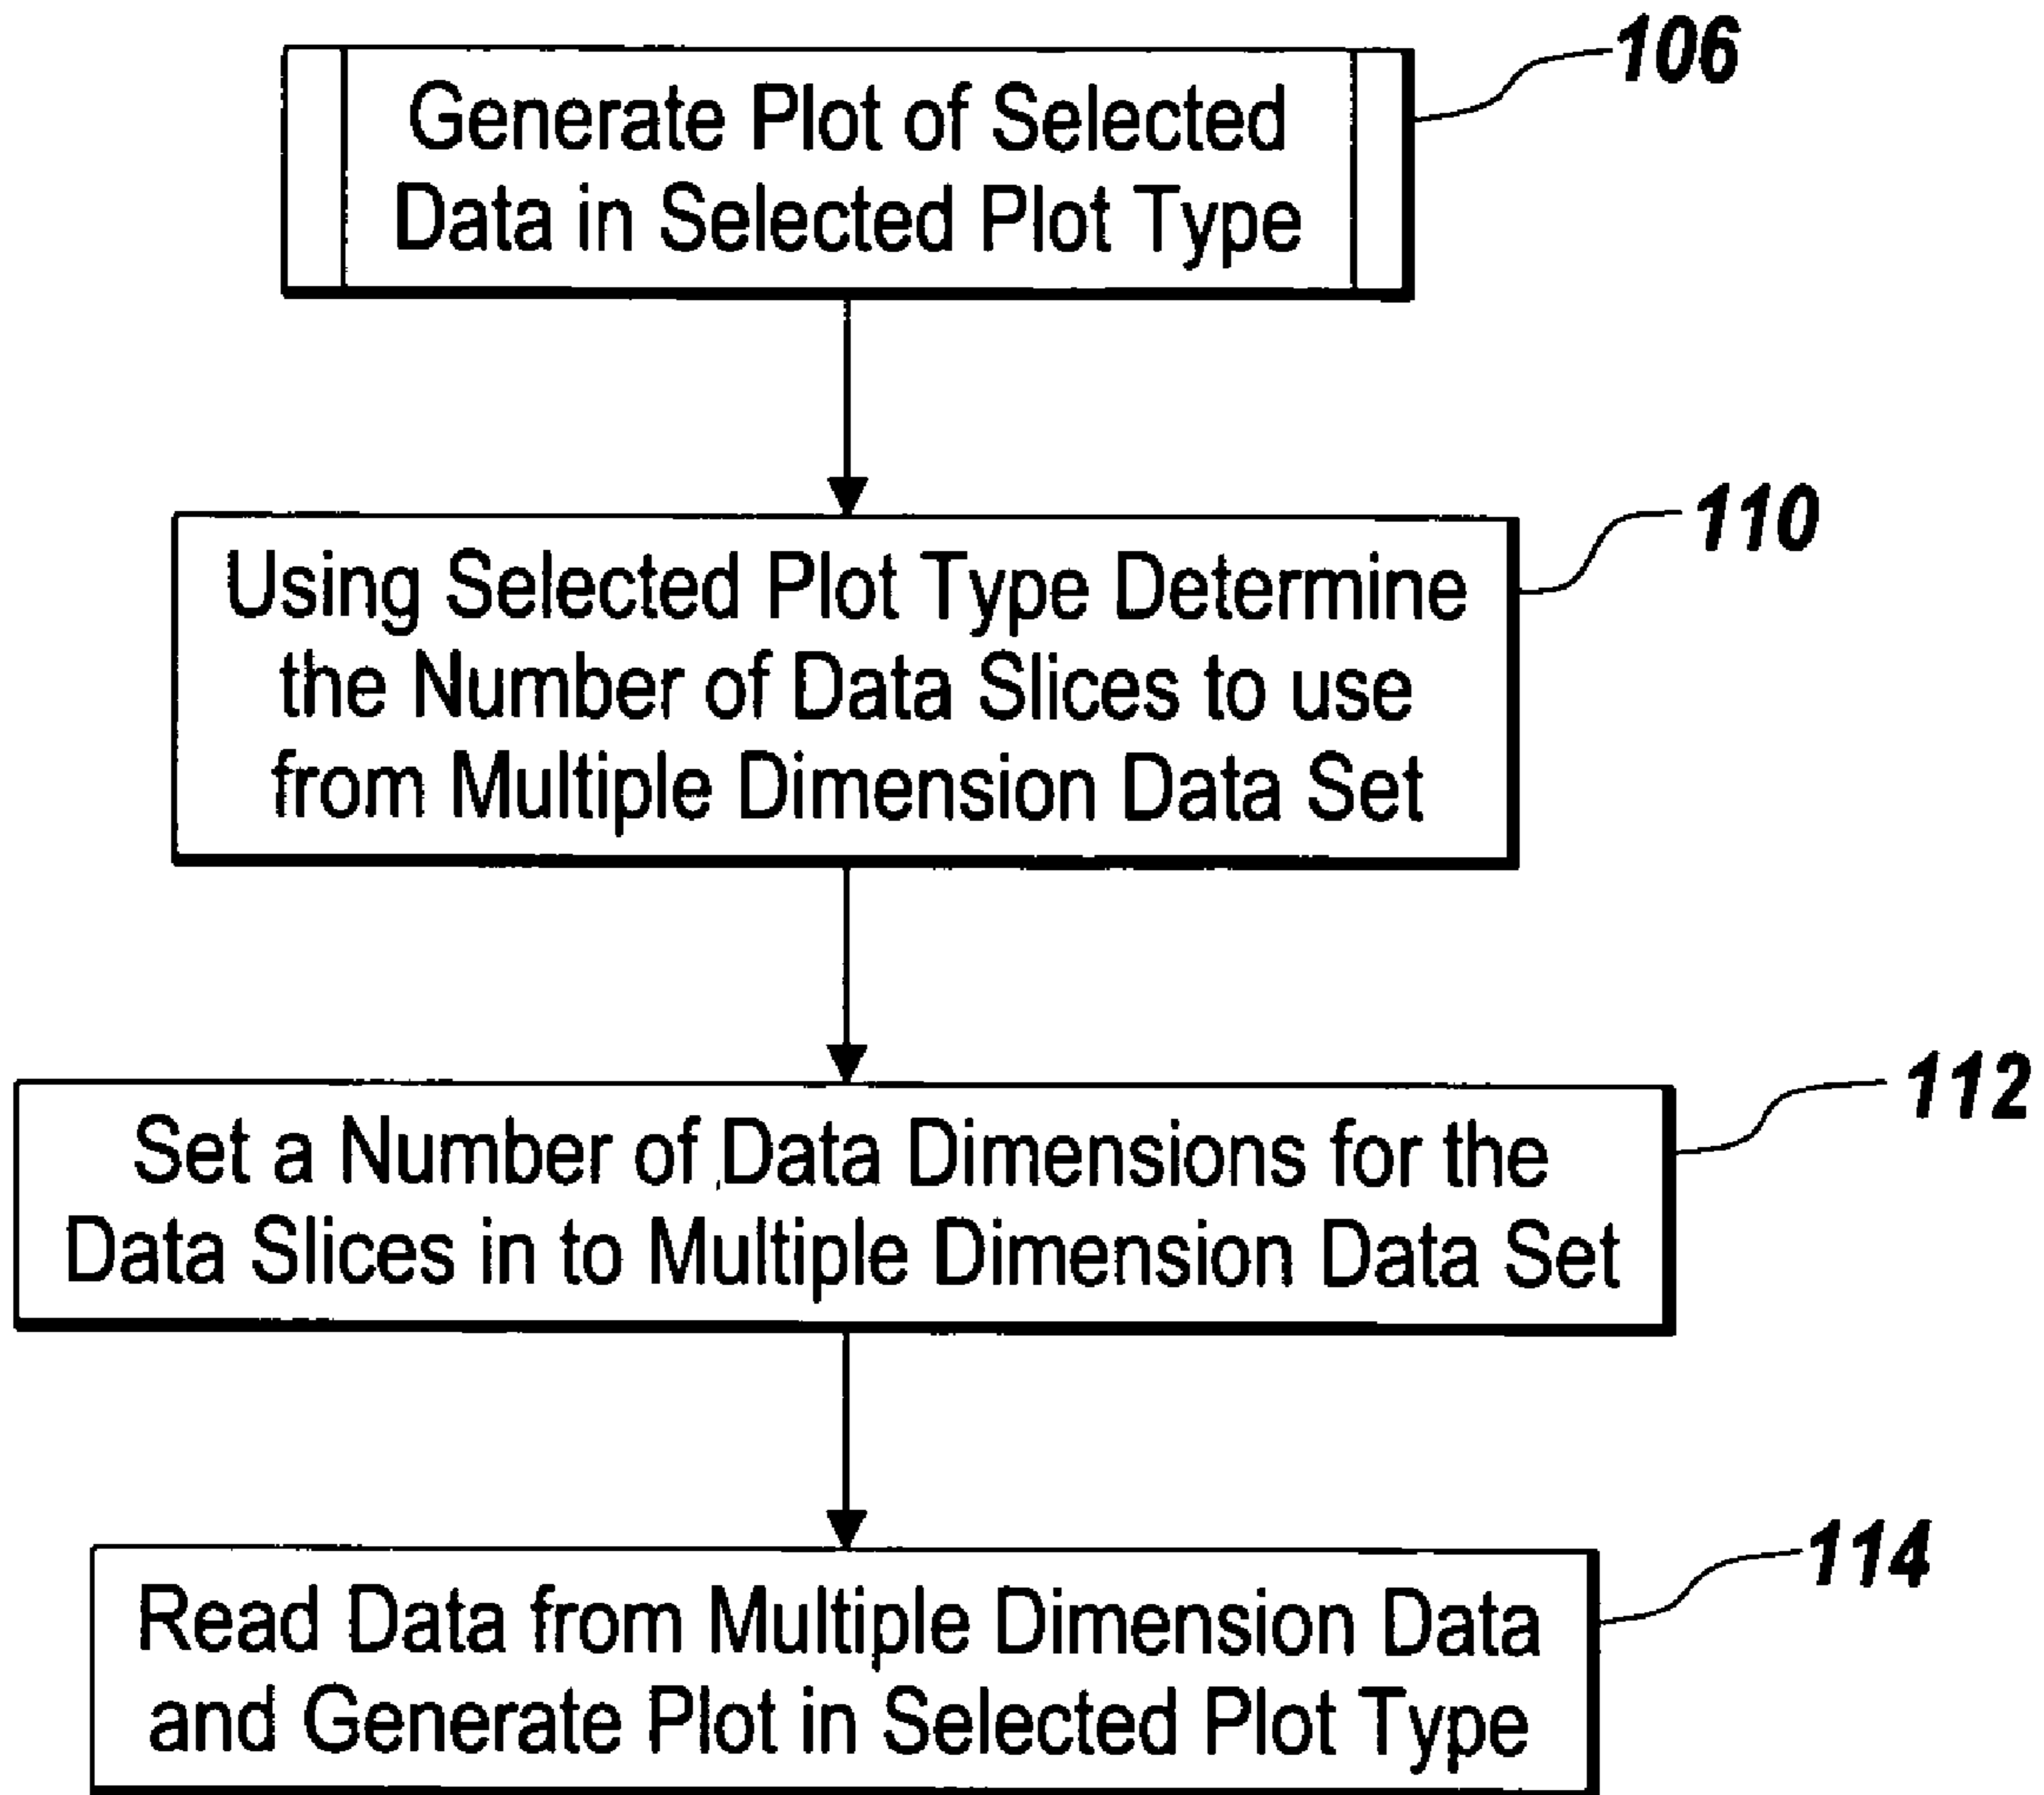 106
Generate Plot of Selected
Data in Selected Plot Type
110
Using Selected Plot Type Determine
the Number of Data Slices to use
from Multiple Dimension Data Set
112
Set a Number of Data Dimensions for the
Data Slices in to Multiple Dimension Data Set
114
Read Data from Multiple Dimension Data
and Generate Plot in Selected Plot Type